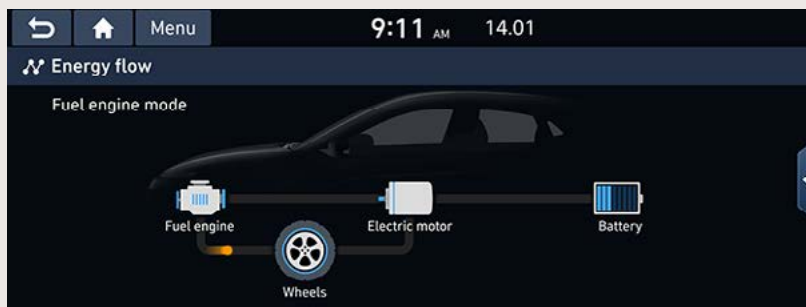 Menu
9:11 AM
14.01
Energy flow
Fuel engine mode
Fuel engine
Electric motor
Battery
Wheels